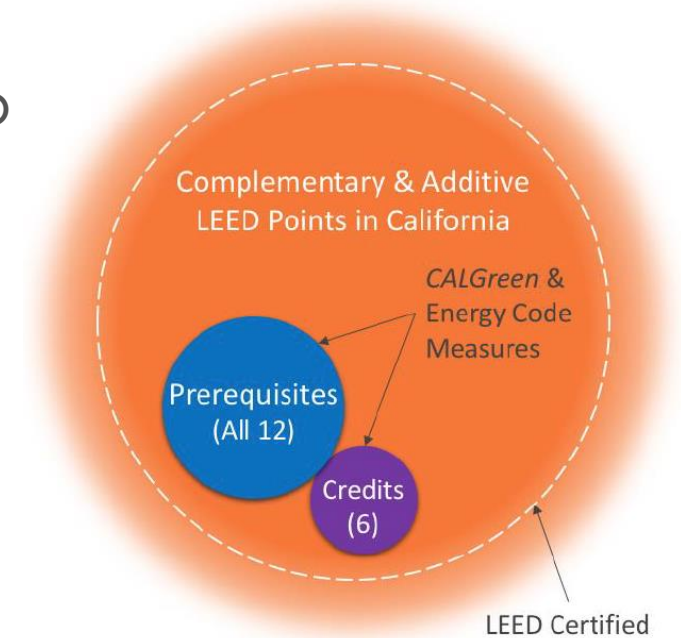 Complementary & Additive
LEED Points in California
CALGreen &
Energy Code
Measures
Prerequisites
(All 12)
Credits
(6)
LEED Certified